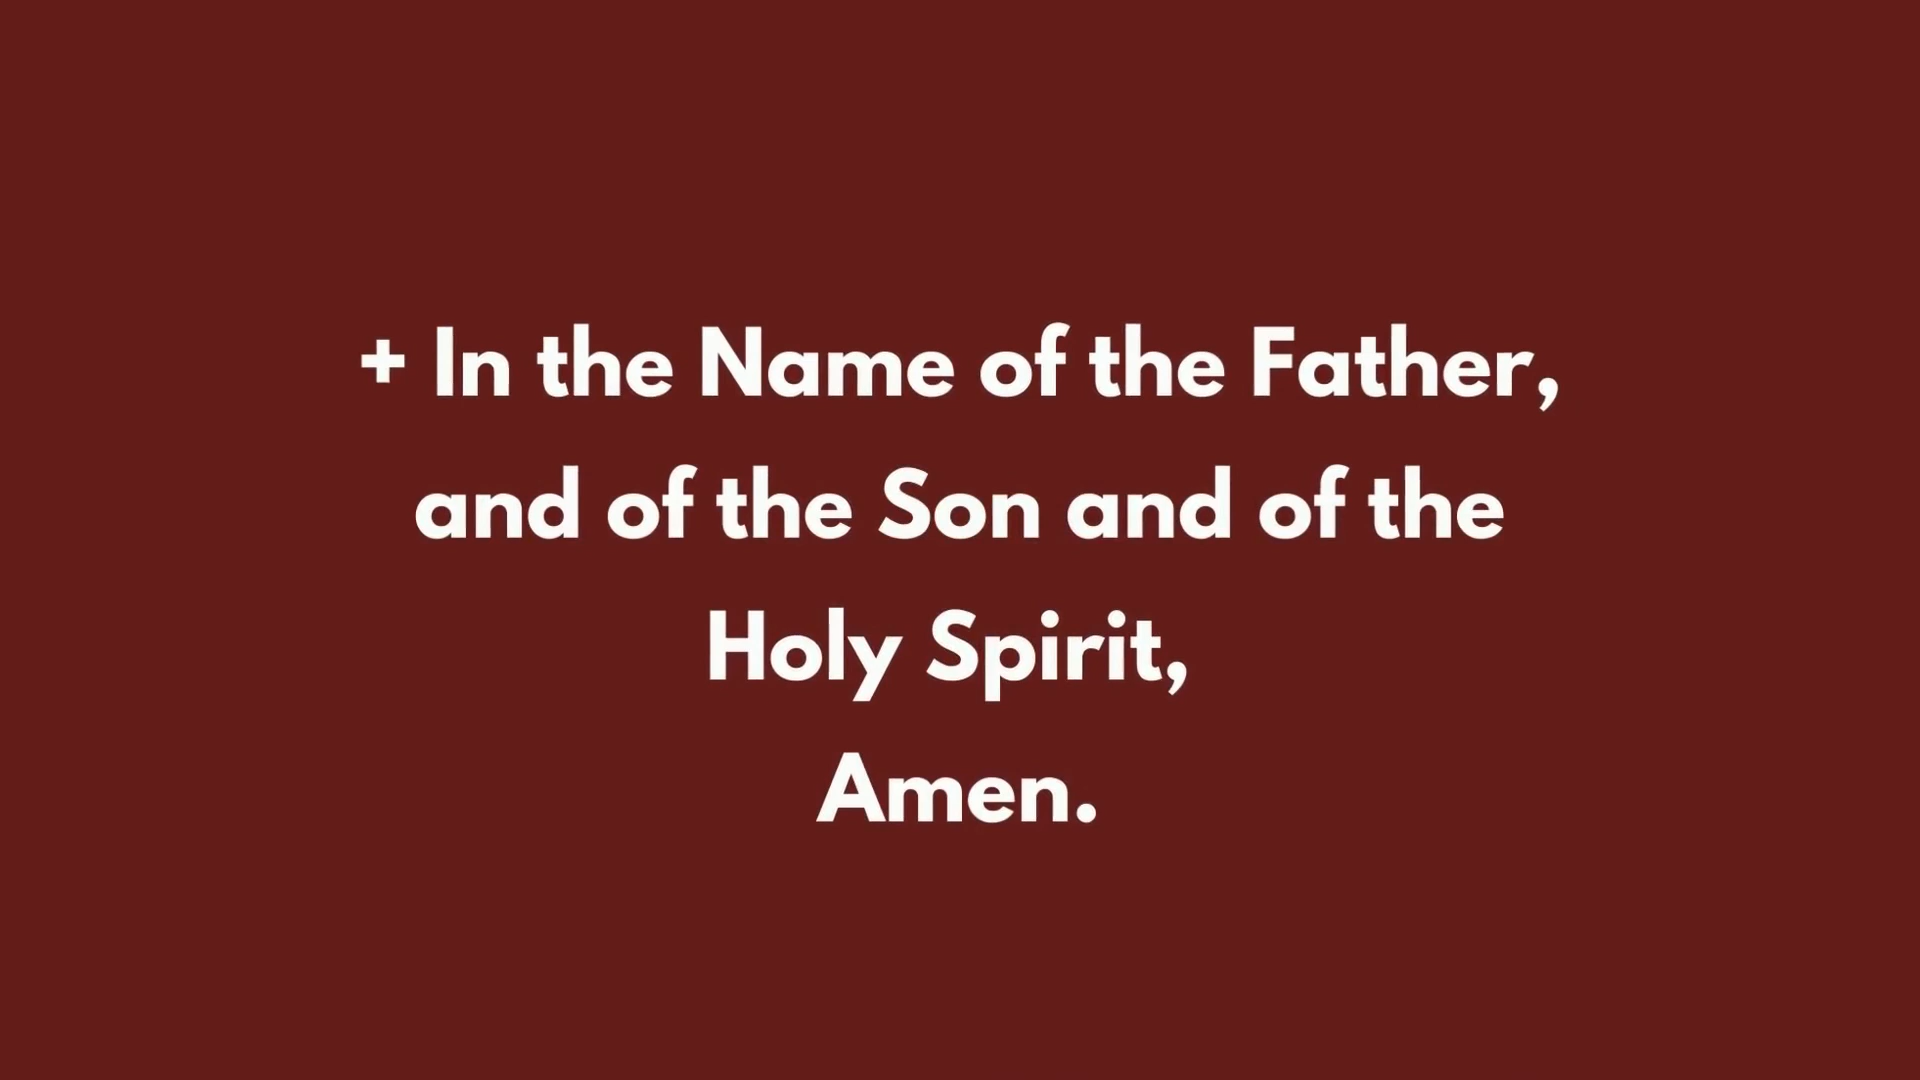 + In the Name of the Father,
and of the Son and of the
Holy Spirit,
Amen.